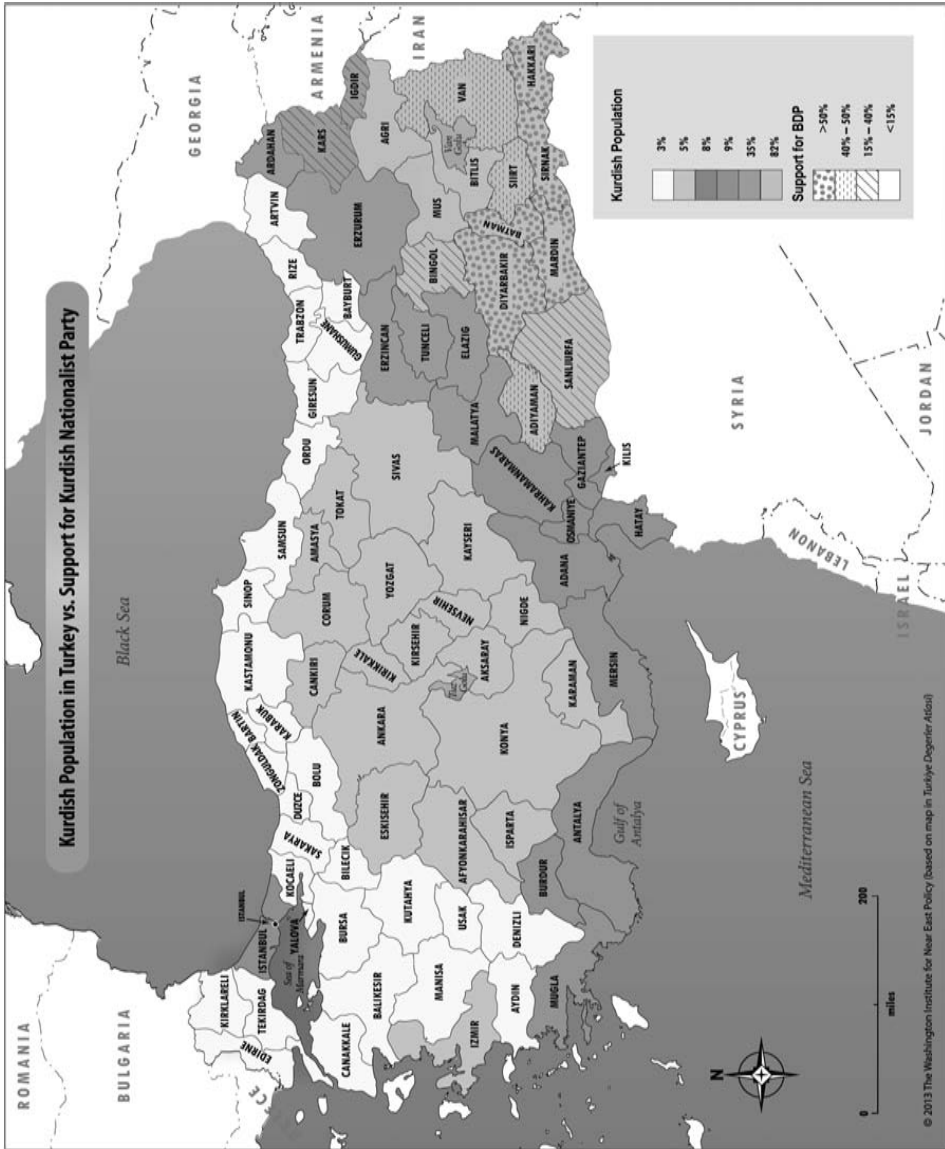 Kurdish Population in Turkey vs. Support for Kurdish Nationalist Party
ROMANIA
BULGARIA
Black Sea
GEORGIA
ARMENIA
IRAN
KIRKLARELI
EDIRNE
TEKIRDAG
ISTANBUL
ISTANBUL
Sea of
Marmara
YALOVA
KOCAELI
SAKARYA
DUZCE
ZONGULDAK
BARTIN
KARABUK
BOLU
KASTAMONU
SINOP
SAMSUN
ORDU
GIRESUN
TRABZON
GUMUSHANE
RIZE
BAYBURT
ARTVIN
ARDAHAN
KARS
IGDIR
CANAKKALE
BALIKESIR
BURSA
BILECIK
ESKISEHIR
KUTAHYA
ANKARA
CANKIRI
KIRIKKALE
CORUM
AMASYA
TOKAT
YOZGAT
SIVAS
ERZINCAN
ERZURUM
TUNCELI
AGRI
MANISA
IZMIR
USAK
AFYONKARAHISAR
KIRSEHIR
NEVSEHIR
KAYSERI
Tuz
Golu
AKSARAY
NIGDE
KONYA
MALATYA
ELAZIG
BINGOL
MUS
BITLIS
Van
Golu
VAN
AYDIN
DENIZLI
MUGLA
BURDUR
ISPARTA
ANTALYA
Gulf of
Antalya
KARAMAN
MERSIN
ADANA
OSMANIYE
KAHRAMANMARAS
HATAY
GAZIANTEP
KILIS
ADIYAMAN
SANLIURFA
DIYARBAKIR
MARDIN
BATMAN
SIIRT
SIRNAK
HAKKARI
CYPRUS
Mediterranean Sea
LEBANON
ISRAEL
SYRIA
JORDAN
N
0
200
miles
Kurdish Population
3%
5%
8%
9%
35%
82%
Support for BDP
>50%
40% – 50%
15% – 40%
<15%
© 2013 The Washington Institute for Near East Policy (based on map in Turkiye Degerler Atlasi)